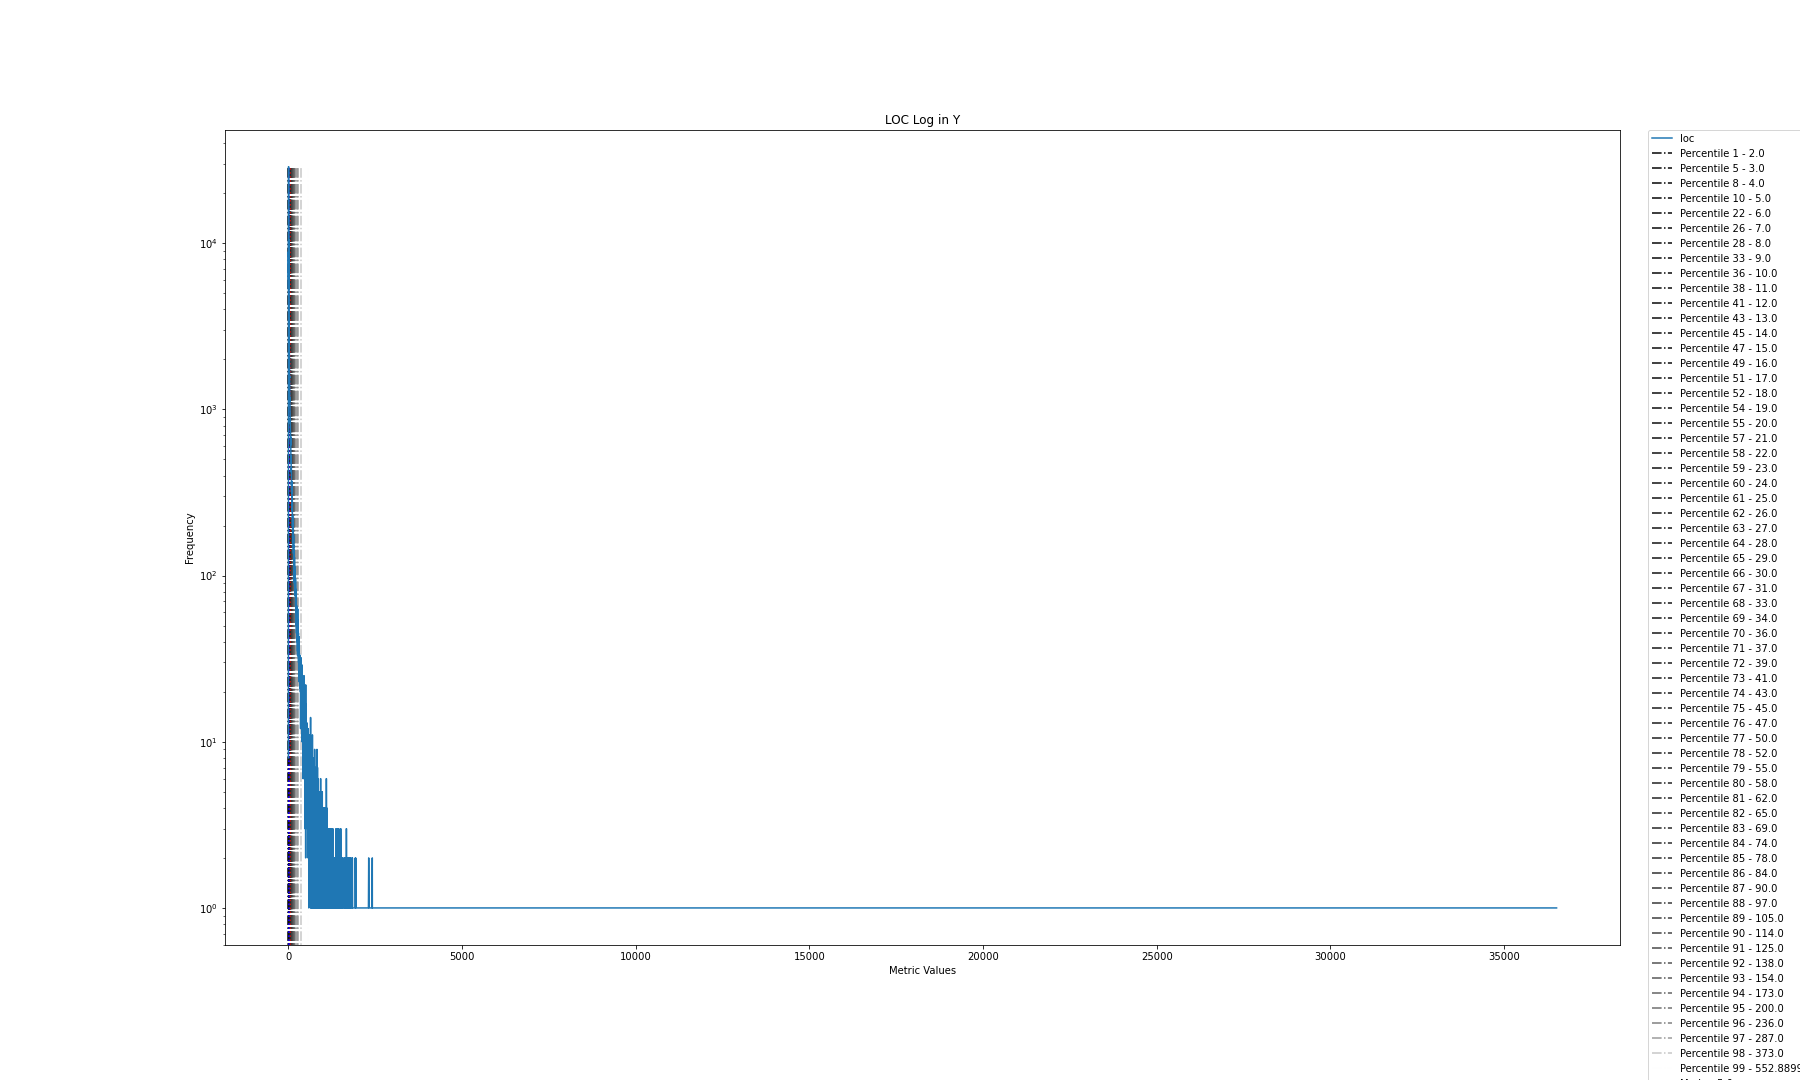 LOC Log in Y
10⁴
10³
10²
10¹
10⁰
Frequency
0 5000 10000 15000 20000 25000 30000 35000
Metric Values
loc
Percentile 1 - 2.0
Percentile 5 - 3.0
Percentile 8 - 4.0
Percentile 10 - 5.0
Percentile 22 - 6.0
Percentile 26 - 7.0
Percentile 28 - 8.0
Percentile 33 - 9.0
Percentile 36 - 10.0
Percentile 38 - 11.0
Percentile 41 - 12.0
Percentile 43 - 13.0
Percentile 45 - 14.0
Percentile 47 - 15.0
Percentile 49 - 16.0
Percentile 51 - 17.0
Percentile 52 - 18.0
Percentile 54 - 19.0
Percentile 55 - 20.0
Percentile 57 - 21.0
Percentile 58 - 22.0
Percentile 59 - 23.0
Percentile 60 - 24.0
Percentile 61 - 25.0
Percentile 62 - 26.0
Percentile 63 - 27.0
Percentile 64 - 28.0
Percentile 65 - 29.0
Percentile 66 - 30.0
Percentile 67 - 31.0
Percentile 68 - 33.0
Percentile 69 - 34.0
Percentile 70 - 36.0
Percentile 71 - 37.0
Percentile 72 - 39.0
Percentile 73 - 41.0
Percentile 74 - 43.0
Percentile 75 - 45.0
Percentile 76 - 47.0
Percentile 77 - 50.0
Percentile 78 - 52.0
Percentile 79 - 55.0
Percentile 80 - 58.0
Percentile 81 - 62.0
Percentile 82 - 65.0
Percentile 83 - 69.0
Percentile 84 - 74.0
Percentile 85 - 78.0
Percentile 86 - 84.0
Percentile 87 - 90.0
Percentile 88 - 97.0
Percentile 89 - 105.0
Percentile 90 - 114.0
Percentile 91 - 125.0
Percentile 92 - 138.0
Percentile 93 - 154.0
Percentile 94 - 173.0
Percentile 95 - 200.0
Percentile 96 - 236.0
Percentile 97 - 287.0
Percentile 98 - 373.0
Percentile 99 - 552.8899